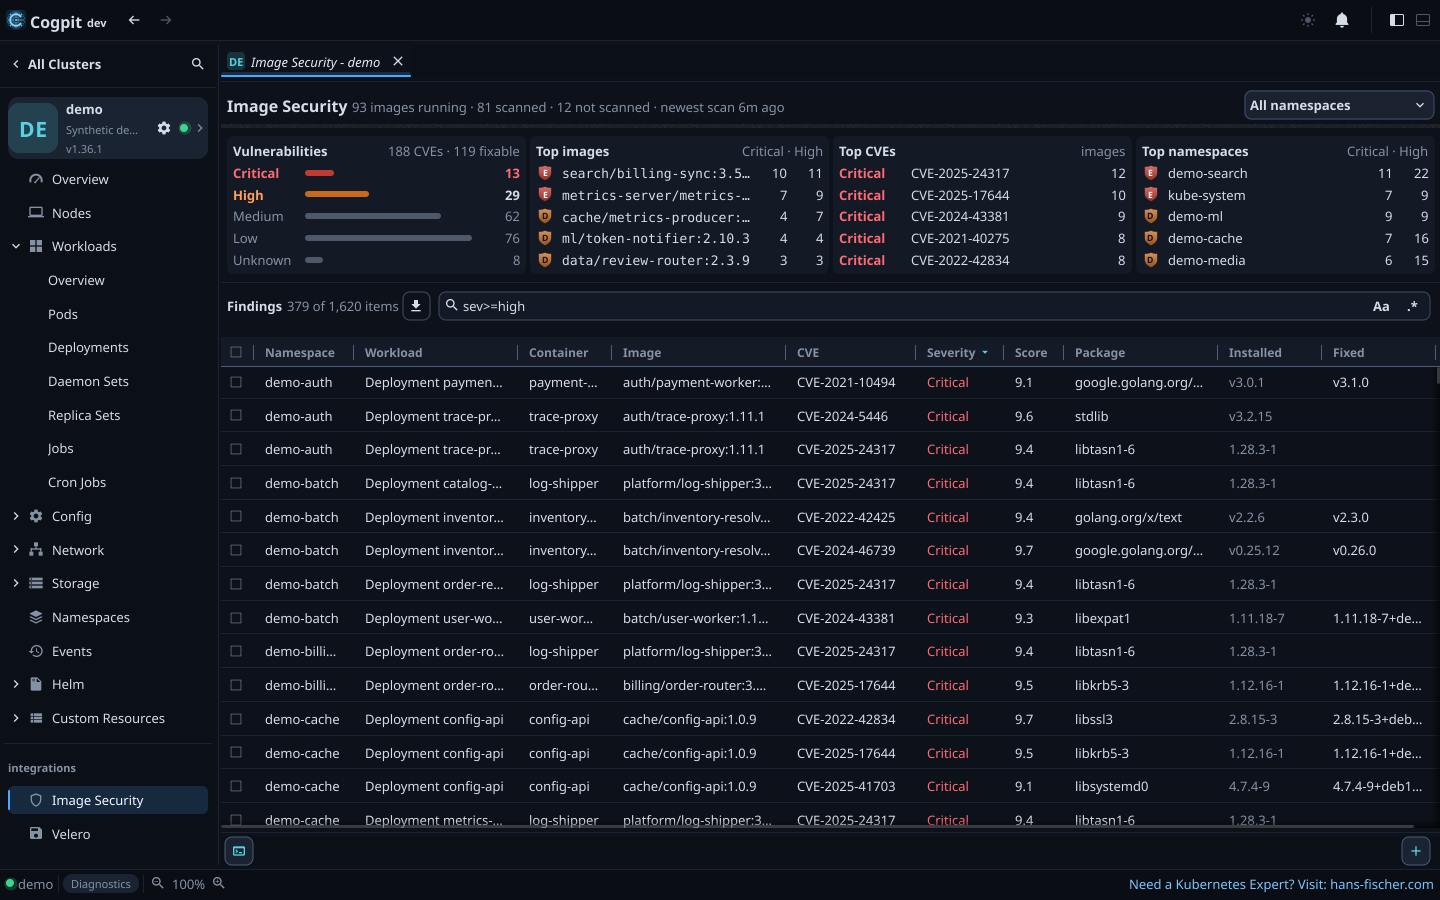 Cogpit dev
All Clusters
DE Image Security - demo
DE demo
Synthetic de...
v1.36.1
Overview
Nodes
Workloads
Overview
Pods
Deployments
Daemon Sets
Replica Sets
Jobs
Cron Jobs
Config
Network
Storage
Namespaces
Events
Helm
Custom Resources
integrations
Image Security
Velero
Image Security 93 images running · 81 scanned · 12 not scanned · newest scan 6m ago
All namespaces
Vulnerabilities 188 CVEs · 119 fixable
Critical 13
High 29
Medium 62
Low 76
Unknown 8
Top images Critical · High
E search/billing-sync:3.5… 10 11
E metrics-server/metrics-… 7 9
D cache/metrics-producer:… 4 7
D ml/token-notifier:2.10.3 4 4
D data/review-router:2.3.9 3 3
Top CVEs images
Critical CVE-2025-24317 12
Critical CVE-2025-17644 10
Critical CVE-2024-43381 9
Critical CVE-2021-40275 8
Critical CVE-2022-42834 8
Top namespaces Critical · High
E demo-search 11 22
E kube-system 7 9
D demo-ml 9 9
D demo-cache 7 16
D demo-media 6 15
Findings 379 of 1,620 items
sev>=high Aa .*
Namespace Workload Container Image CVE Severity Score Package Installed Fixed
demo-auth Deployment paymen... payment-... auth/payment-worker:... CVE-2021-10494 Critical 9.1 google.golang.org/... v3.0.1 v3.1.0
demo-auth Deployment trace-pr... trace-proxy auth/trace-proxy:1.11.1 CVE-2024-5446 Critical 9.6 stdlib v3.2.15
demo-auth Deployment trace-pr... trace-proxy auth/trace-proxy:1.11.1 CVE-2025-24317 Critical 9.4 libtasn1-6 1.28.3-1
demo-batch Deployment catalog-... log-shipper platform/log-shipper:3... CVE-2025-24317 Critical 9.4 libtasn1-6 1.28.3-1
demo-batch Deployment inventor... inventory... batch/inventory-resolv... CVE-2022-42425 Critical 9.4 golang.org/x/text v2.2.6 v2.3.0
demo-batch Deployment inventor... inventory... batch/inventory-resolv... CVE-2024-46739 Critical 9.7 google.golang.org/... v0.25.12 v0.26.0
demo-batch Deployment order-re... log-shipper platform/log-shipper:3... CVE-2025-24317 Critical 9.4 libtasn1-6 1.28.3-1
demo-batch Deployment user-wo... user-wor... batch/user-worker:1.1... CVE-2024-43381 Critical 9.3 libexpat1 1.11.18-7 1.11.18-7+de...
demo-billi... Deployment order-ro... log-shipper platform/log-shipper:3... CVE-2025-24317 Critical 9.4 libtasn1-6 1.28.3-1
demo-billi... Deployment order-ro... order-rou... billing/order-router:3.... CVE-2025-17644 Critical 9.5 libkrb5-3 1.12.16-1 1.12.16-1+de...
demo-cache Deployment config-api config-api cache/config-api:1.0.9 CVE-2022-42834 Critical 9.7 libssl3 2.8.15-3 2.8.15-3+deb...
demo-cache Deployment config-api config-api cache/config-api:1.0.9 CVE-2025-17644 Critical 9.5 libkrb5-3 1.12.16-1 1.12.16-1+de...
demo-cache Deployment config-api config-api cache/config-api:1.0.9 CVE-2025-41703 Critical 9.1 libsystemd0 4.7.4-9 4.7.4-9+deb1...
demo-cache Deployment metrics-... log-shipper platform/log-shipper:3... CVE-2025-24317 Critical 9.4 libtasn1-6 1.28.3-1
demo Diagnostics 100% Need a Kubernetes Expert? Visit: hans-fischer.com